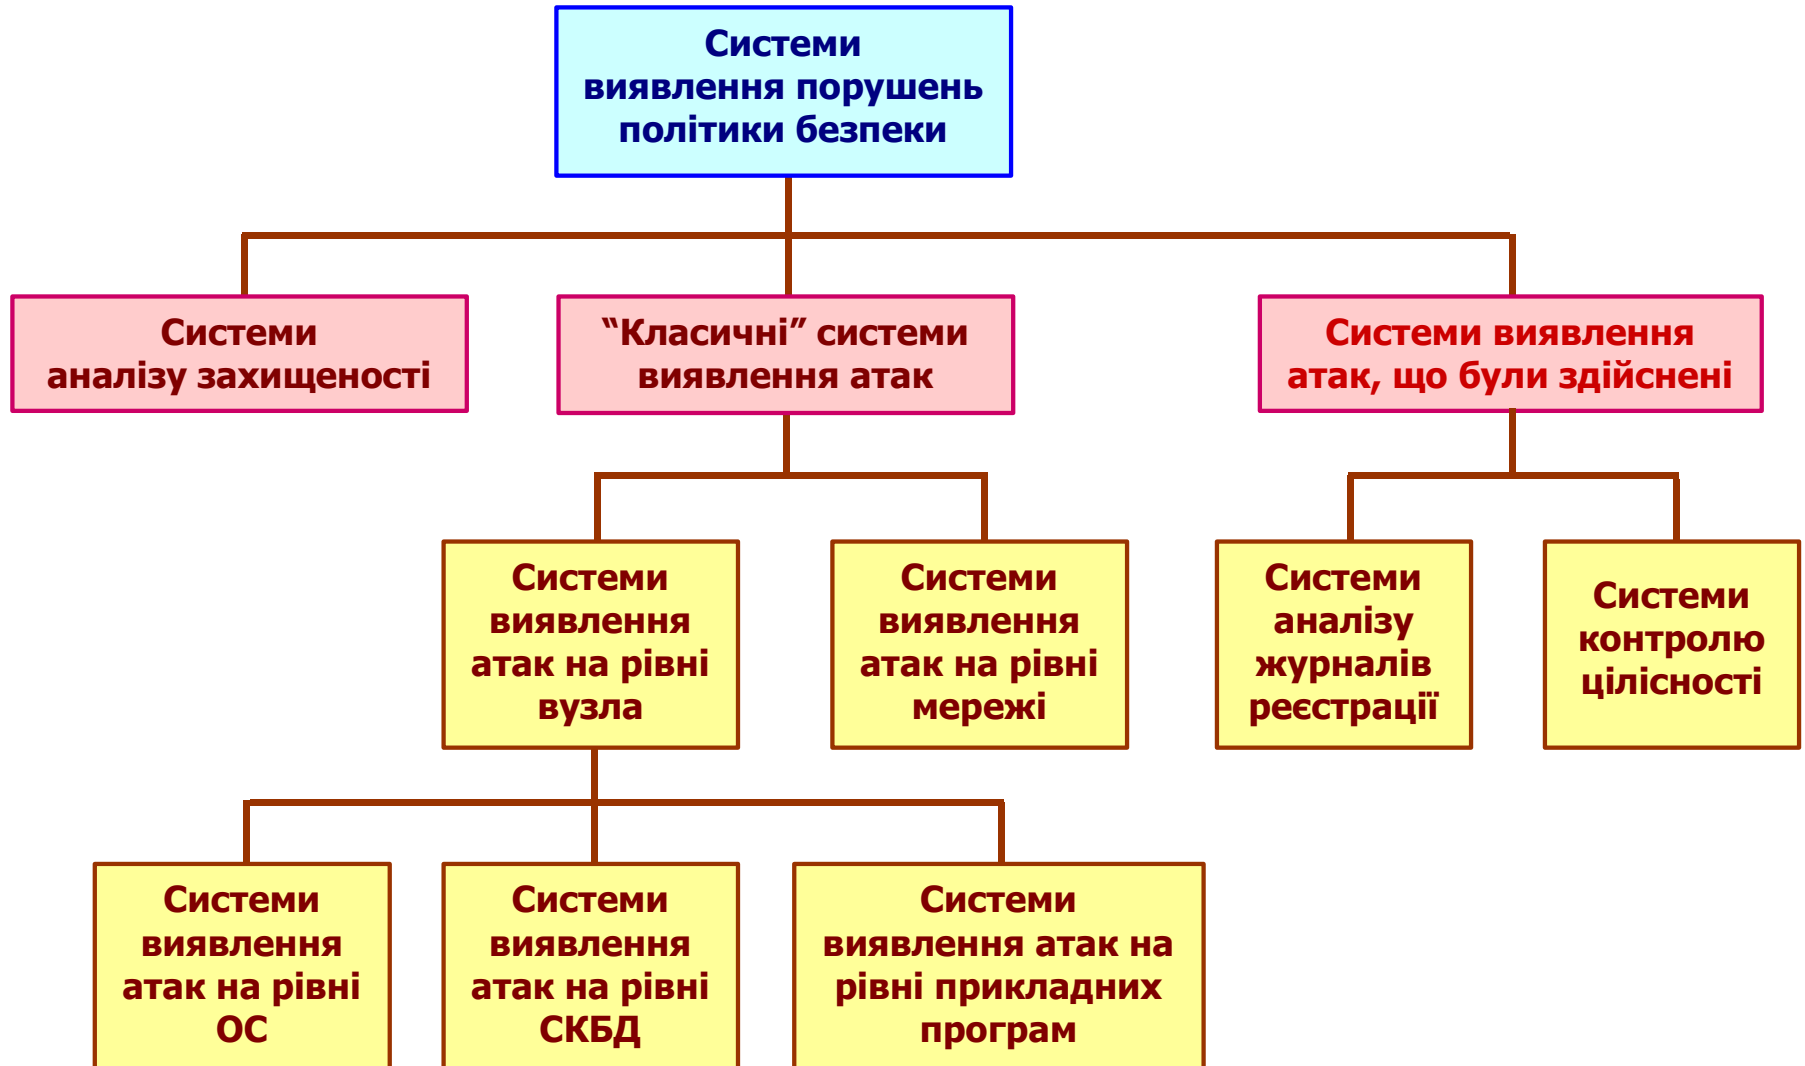 Системи
виявлення порушень
політики безпеки
Системи
аналізу захищеності
“Класичні” системи
виявлення атак
Системи виявлення
атак, що були здійснені
Системи
виявлення
атак на рівні
вузла
Системи
виявлення
атак на рівні
мережі
Системи
аналізу
журналів
реєстрації
Системи
контролю
цілісності
Системи
виявлення
атак на рівні
ОС
Системи
виявлення
атак на рівні
СКБД
Системи
виявлення атак на
рівні прикладних
програм